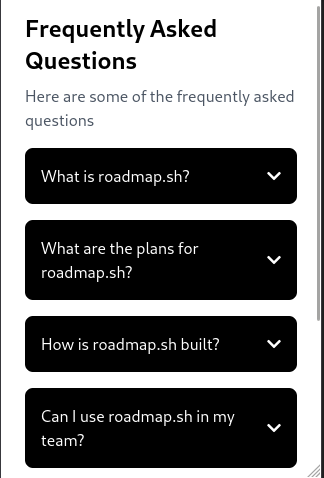 Frequently Asked
Questions
Here are some of the frequently asked
questions
What is roadmap.sh?
What are the plans for
roadmap.sh?
How is roadmap.sh built?
Can I use roadmap.sh in my
team?